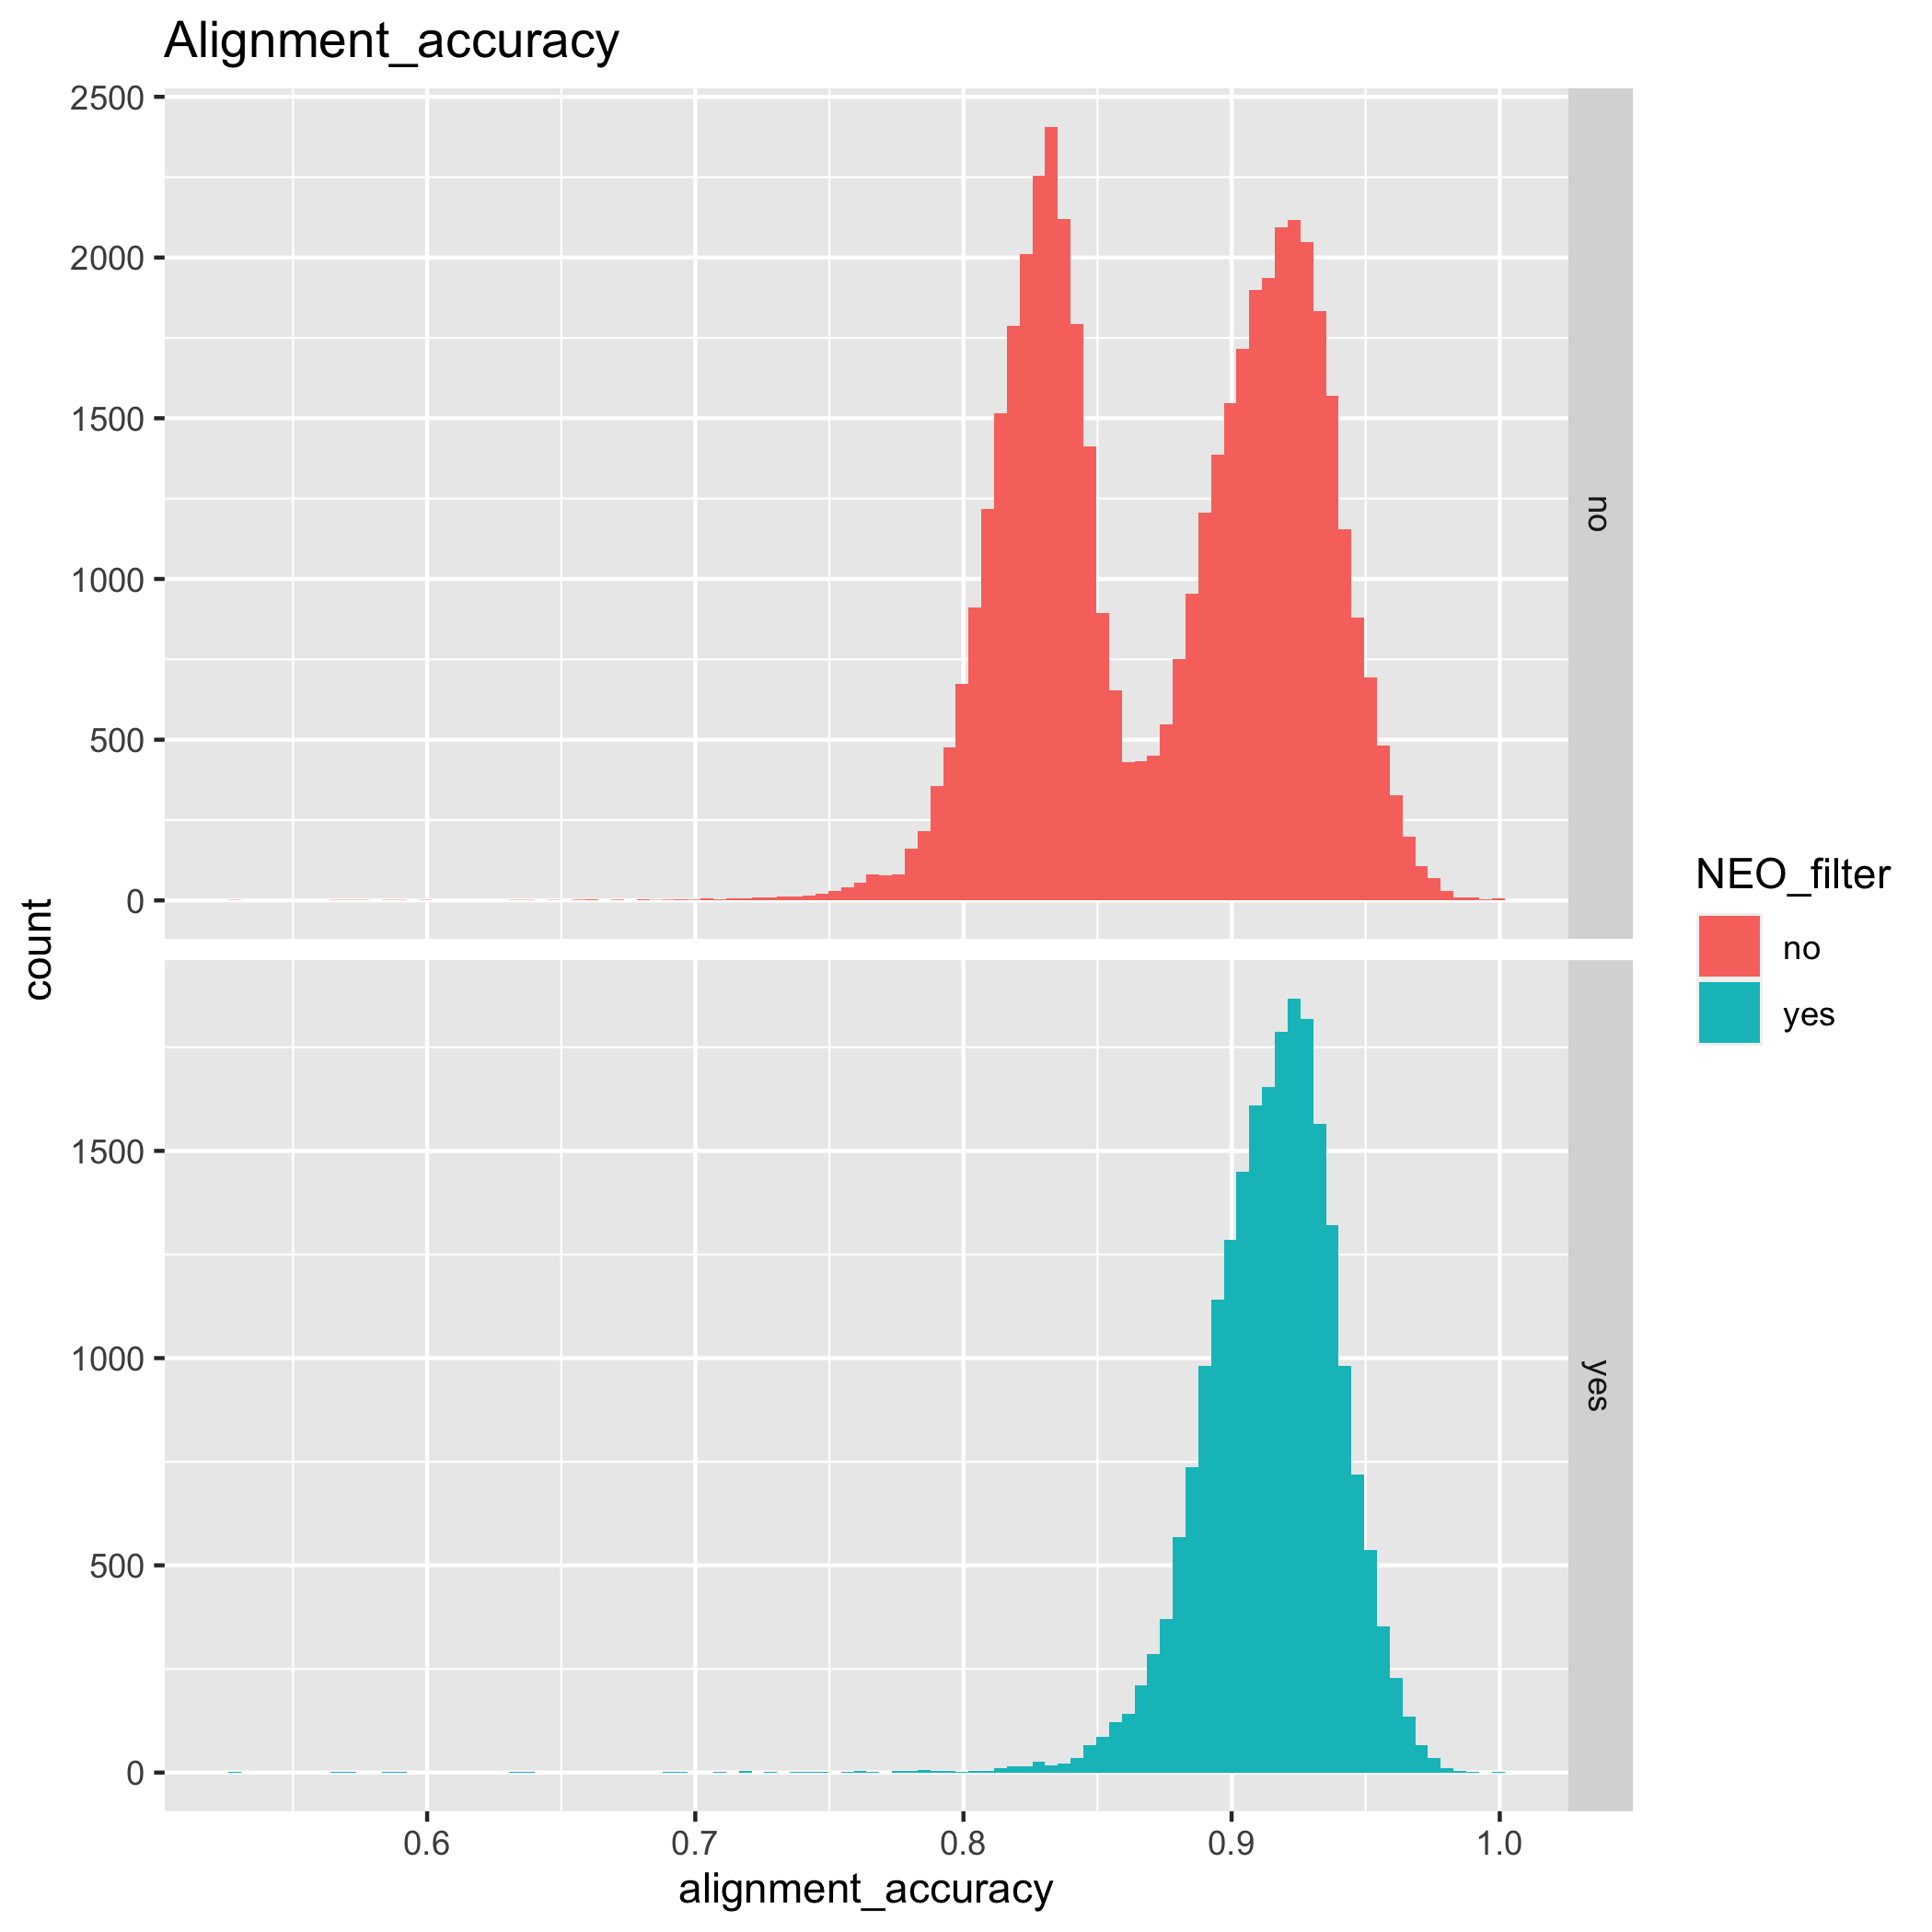 Alignment_accuracy
2500
2000
1500
1000
500
0
no
count
1500
1000
500
0
yes
0.6 0.7 0.8 0.9 1.0
alignment_accuracy
NEO_filter
no
yes